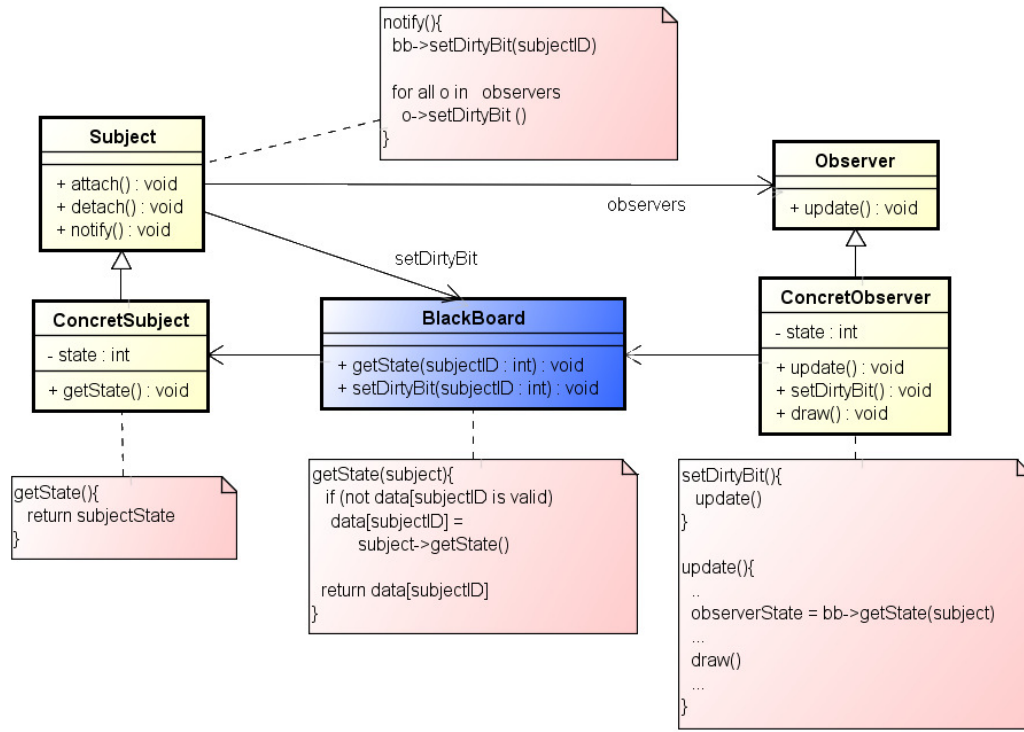 notify(){
bb->setDirtyBit(subjectID)
for all o in observers
o->setDirtyBit ()
}
Subject
+ attach() : void
+ detach() : void
+ notify() : void
Observer
+ update() : void
observers
setDirtyBit
ConcretSubject
- state : int
+ getState() : void
BlackBoard
+ getState(subjectID : int) : void
+ setDirtyBit(subjectID : int) : void
ConcretObserver
- state : int
+ update() : void
+ setDirtyBit() : void
+ draw() : void
getState(){
return subjectState
}
getState(subject){
if (not data[subjectID is valid)
data[subjectID] =
subject->getState()
return data[subjectID]
}
setDirtyBit(){
update()
}
update(){
..
observerState = bb->getState(subject)
...
draw()
...
}